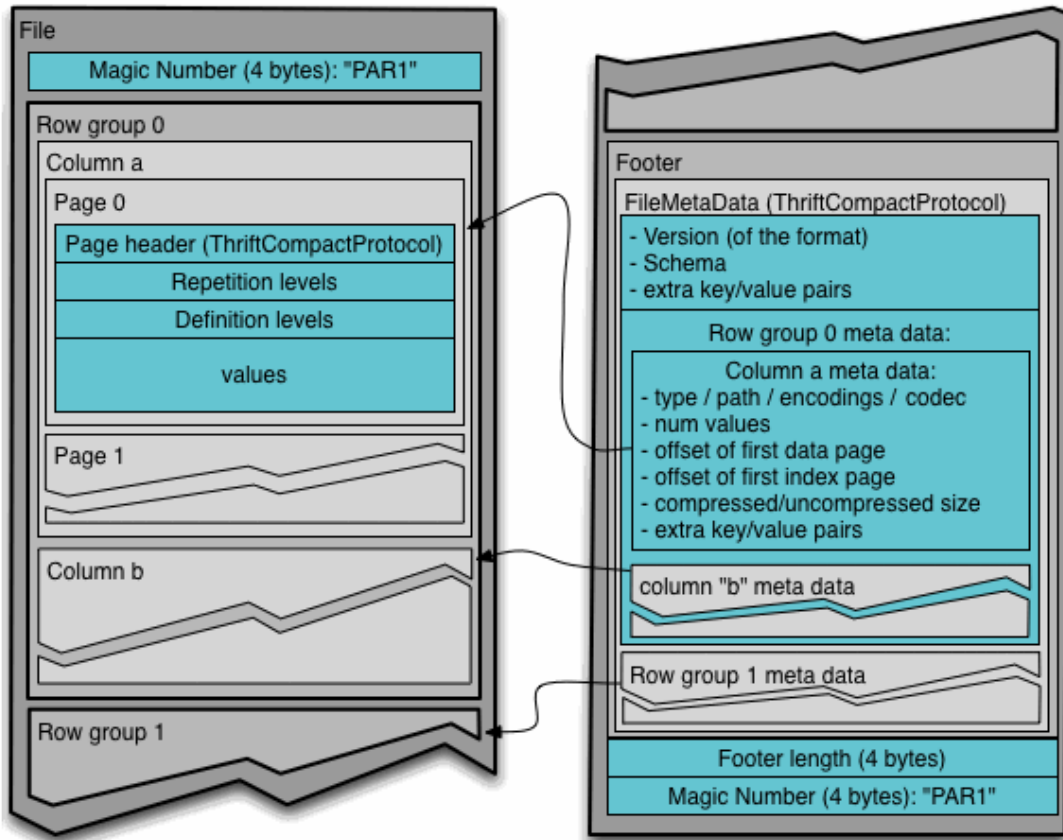 File
Magic Number (4 bytes): "PAR1"
Row group 0
Column a
Page 0
Page header (ThriftCompactProtocol)
Repetition levels
Definition levels
values
Page 1
Column b
Row group 1
Footer
FileMetaData (ThriftCompactProtocol)
- Version (of the format)
- Schema
- extra key/value pairs
Row group 0 meta data:
Column a meta data:
- type / path / encodings / codec
- num values
- offset of first data page
- offset of first index page
- compressed/uncompressed size
- extra key/value pairs
column "b" meta data
Row group 1 meta data
Footer length (4 bytes)
Magic Number (4 bytes): "PAR1"